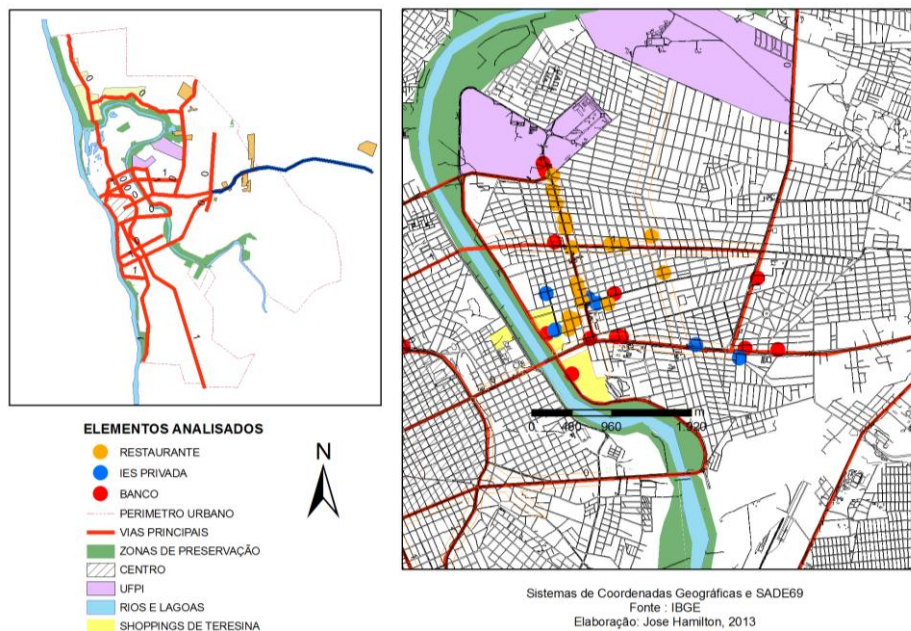 ELEMENTOS ANALISADOS
RESTAURANTE
IES PRIVADA
BANCO
PERIMETRO URBANO
VIAS PRINCIPAIS
ZONAS DE PRESERVAÇÃO
CENTRO
UFPI
RIOS E LAGOAS
SHOPPINGS DE TERESINA
N
m
0 480 960 1.920
Sistemas de Coordenadas Geográficas e SADE69
Fonte : IBGE
Elaboração: Jose Hamilton, 2013